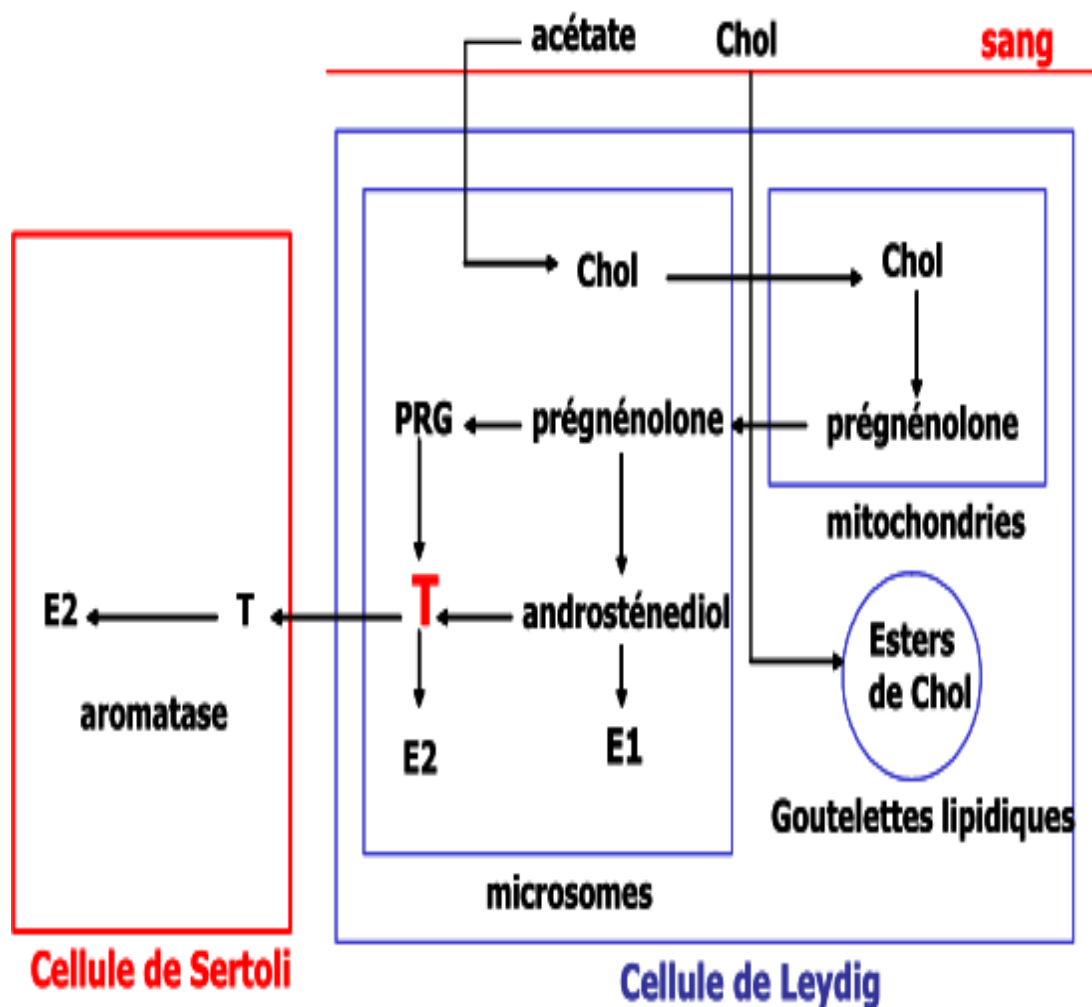 acétate Chol sang
Chol Chol
PRG prégnénolone prégnénolone
mitochondries
E2 T T androsténediol Esters
de Chol
aromatase
E2 E1
Goutelettes lipidiques
microsomes
Cellule de Sertoli Cellule de Leydig